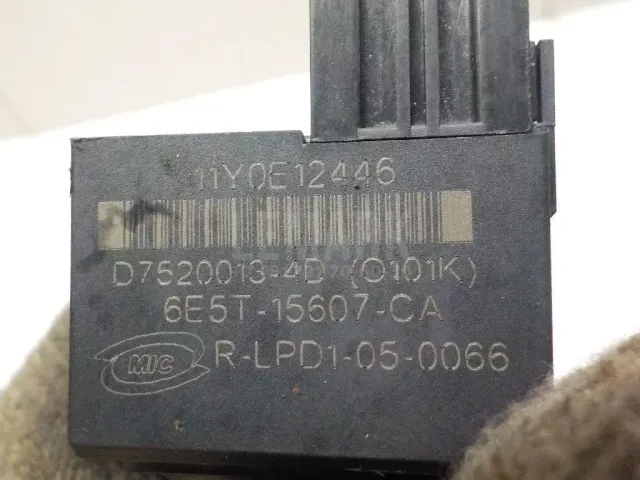 11Y0E12446
D7520013-4D (O101K)
6E5T-15607-CA
MIC R-LPD1-05-0066